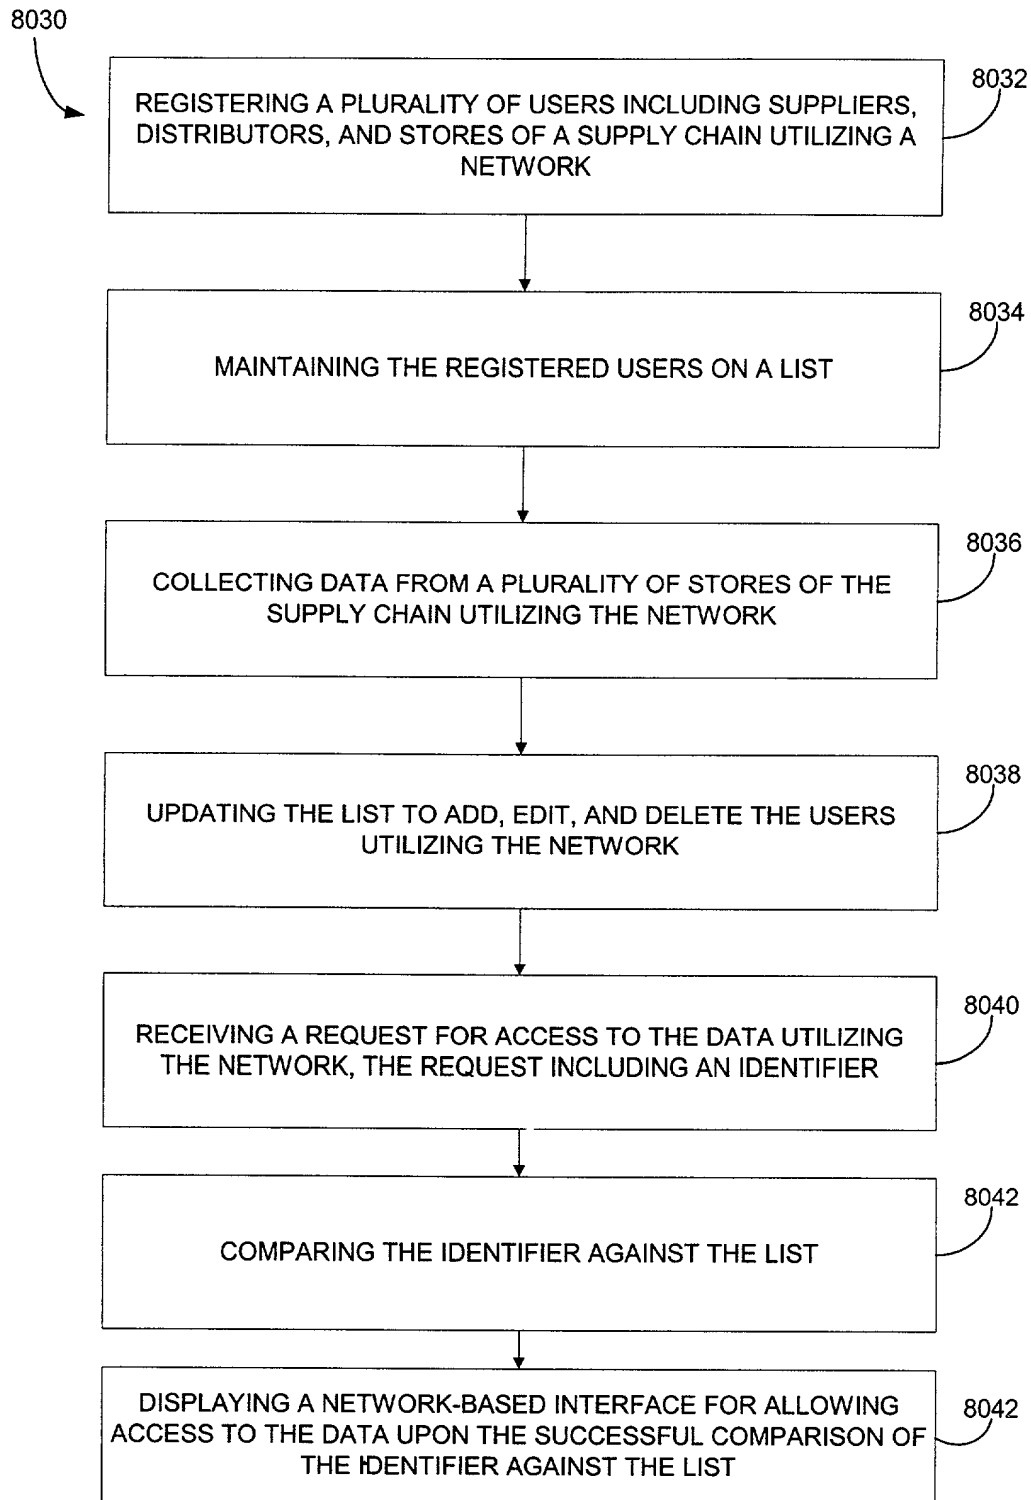 8030
8032
REGISTERING A PLURALITY OF USERS INCLUDING SUPPLIERS,
DISTRIBUTORS, AND STORES OF A SUPPLY CHAIN UTILIZING A
NETWORK
8034
MAINTAINING THE REGISTERED USERS ON A LIST
8036
COLLECTING DATA FROM A PLURALITY OF STORES OF THE
SUPPLY CHAIN UTILIZING THE NETWORK
8038
UPDATING THE LIST TO ADD, EDIT, AND DELETE THE USERS
UTILIZING THE NETWORK
8040
RECEIVING A REQUEST FOR ACCESS TO THE DATA UTILIZING
THE NETWORK, THE REQUEST INCLUDING AN IDENTIFIER
8042
COMPARING THE IDENTIFIER AGAINST THE LIST
8042
DISPLAYING A NETWORK-BASED INTERFACE FOR ALLOWING
ACCESS TO THE DATA UPON THE SUCCESSFUL COMPARISON OF
THE IDENTIFIER AGAINST THE LIST